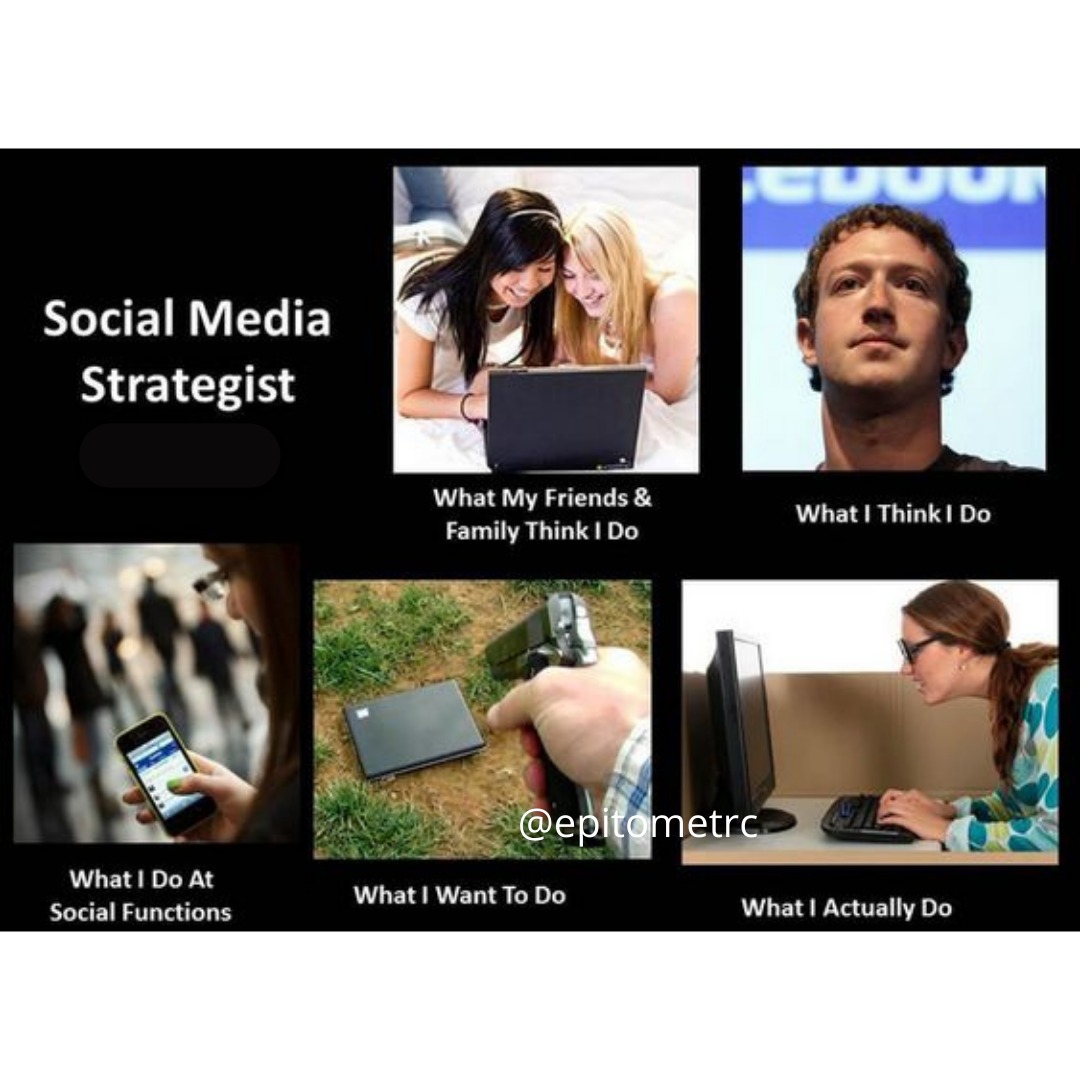 Social Media
Strategist
What My Friends &
Family Think I Do
What I Think I Do
What I Do At
Social Functions
What I Want To Do
@epitometrc
What I Actually Do